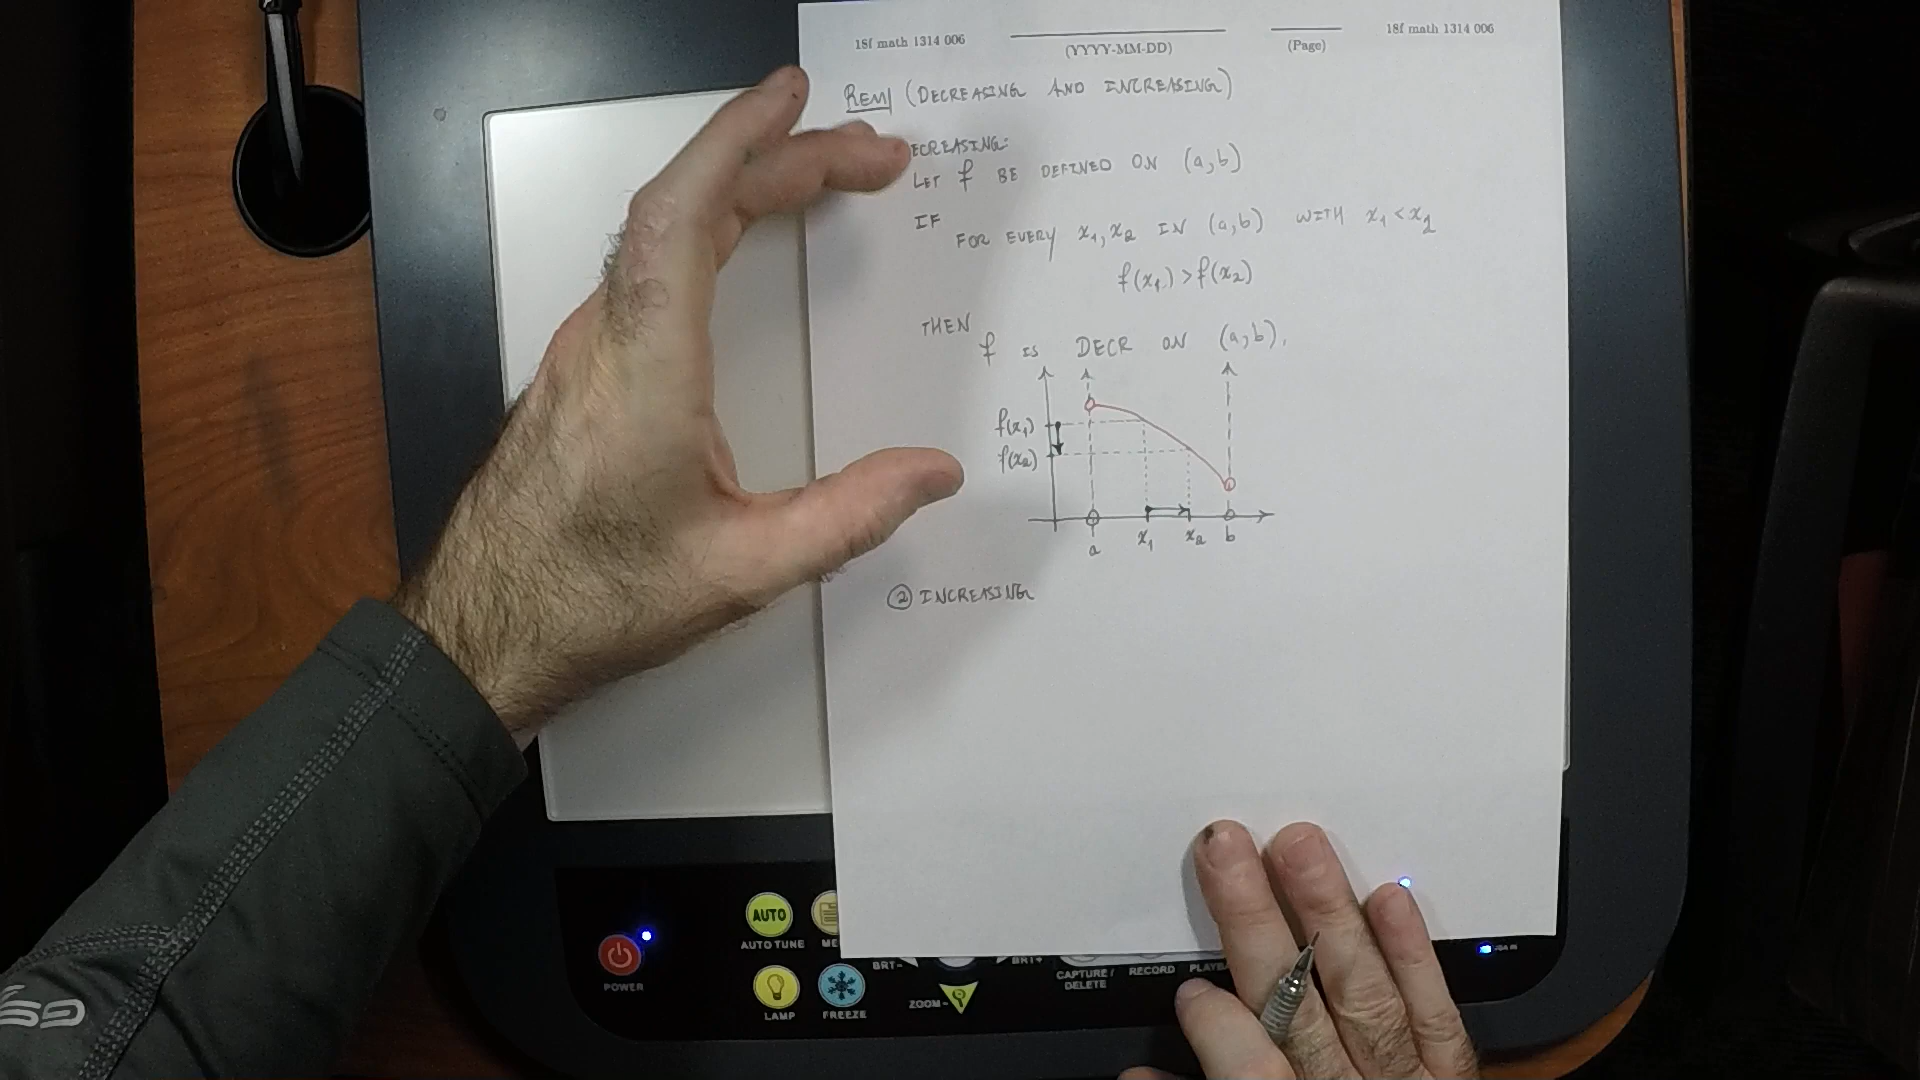 18f math 1314 006
(YYYY-MM-DD)
(Page)
18f math 1314 006
REM (DECREASING AND INCREASING)
ECREASING:
LET f BE DEFINED ON (a,b)
IF
FOR EVERY x1, x2 IN (a,b) WITH x1 < x2
f(x1) > f(x2)
THEN
f IS DECR ON (a,b).
f(x1)
f(x2)
a x1 x2 b
② INCREASING
AUTO
AUTO TUNE ME
POWER
BRT- BRT+
CAPTURE / DELETE
RECORD
PLAYB
LAMP
FREEZE
ZOOM-